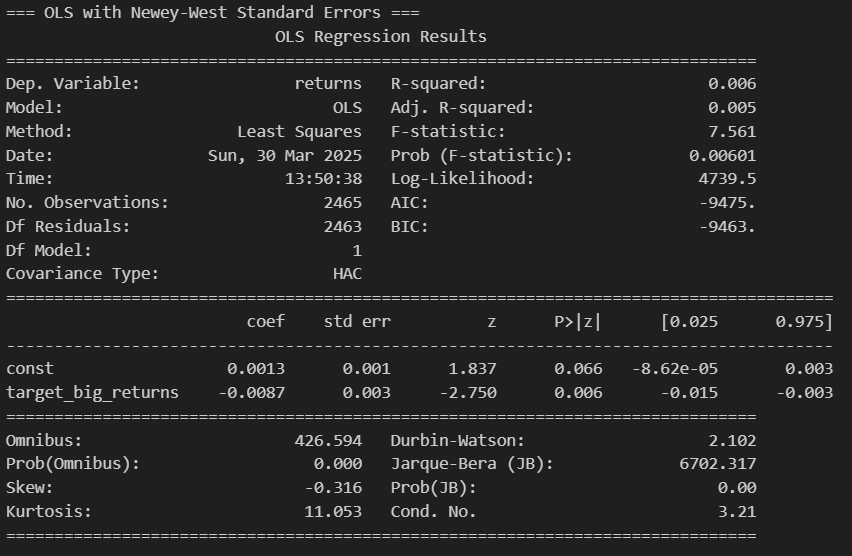 === OLS with Newey-West Standard Errors ===
OLS Regression Results
==============================================================================
Dep. Variable: returns R-squared: 0.006
Model: OLS Adj. R-squared: 0.005
Method: Least Squares F-statistic: 7.561
Date: Sun, 30 Mar 2025 Prob (F-statistic): 0.00601
Time: 13:50:38 Log-Likelihood: 4739.5
No. Observations: 2465 AIC: -9475.
Df Residuals: 2463 BIC: -9463.
Df Model: 1
Covariance Type: HAC
======================================================================================
coef std err z P>|z| [0.025 0.975]
--------------------------------------------------------------------------------------
const 0.0013 0.001 1.837 0.066 -8.62e-05 0.003
target_big_returns -0.0087 0.003 -2.750 0.006 -0.015 -0.003
==============================================================================
Omnibus: 426.594 Durbin-Watson: 2.102
Prob(Omnibus): 0.000 Jarque-Bera (JB): 6702.317
Skew: -0.316 Prob(JB): 0.00
Kurtosis: 11.053 Cond. No. 3.21
==============================================================================